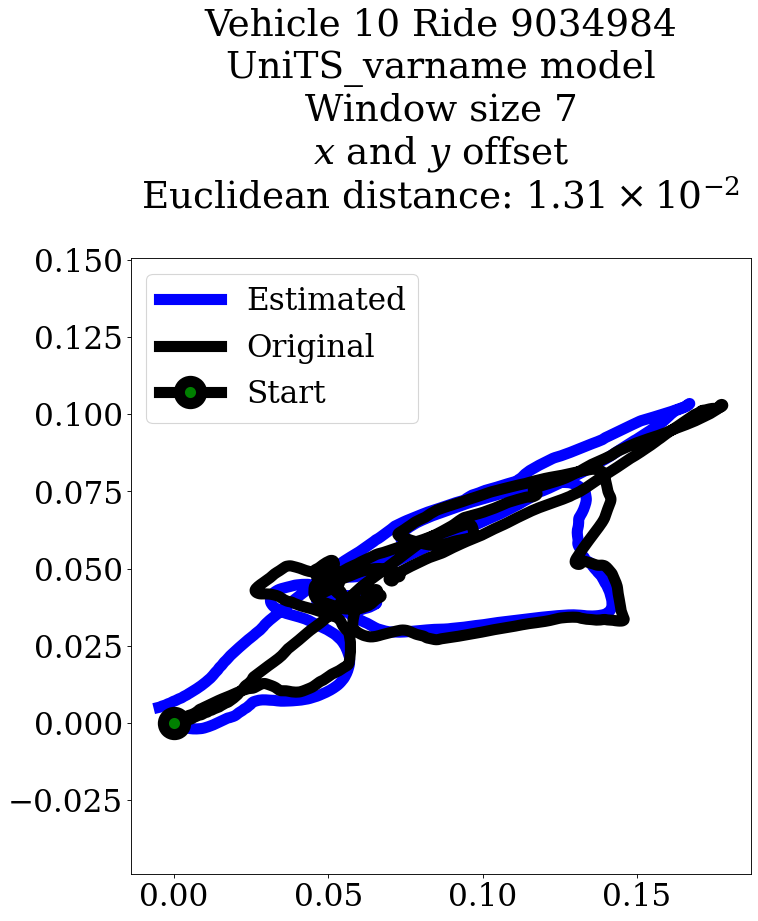 Vehicle 10 Ride 9034984
UniTS_varname model
Window size 7
x and y offset
Euclidean distance: 1.31 × 10⁻²
0.150
0.125
0.100
0.075
0.050
0.025
0.000
−0.025
Estimated
Original
Start
0.00 0.05 0.10 0.15